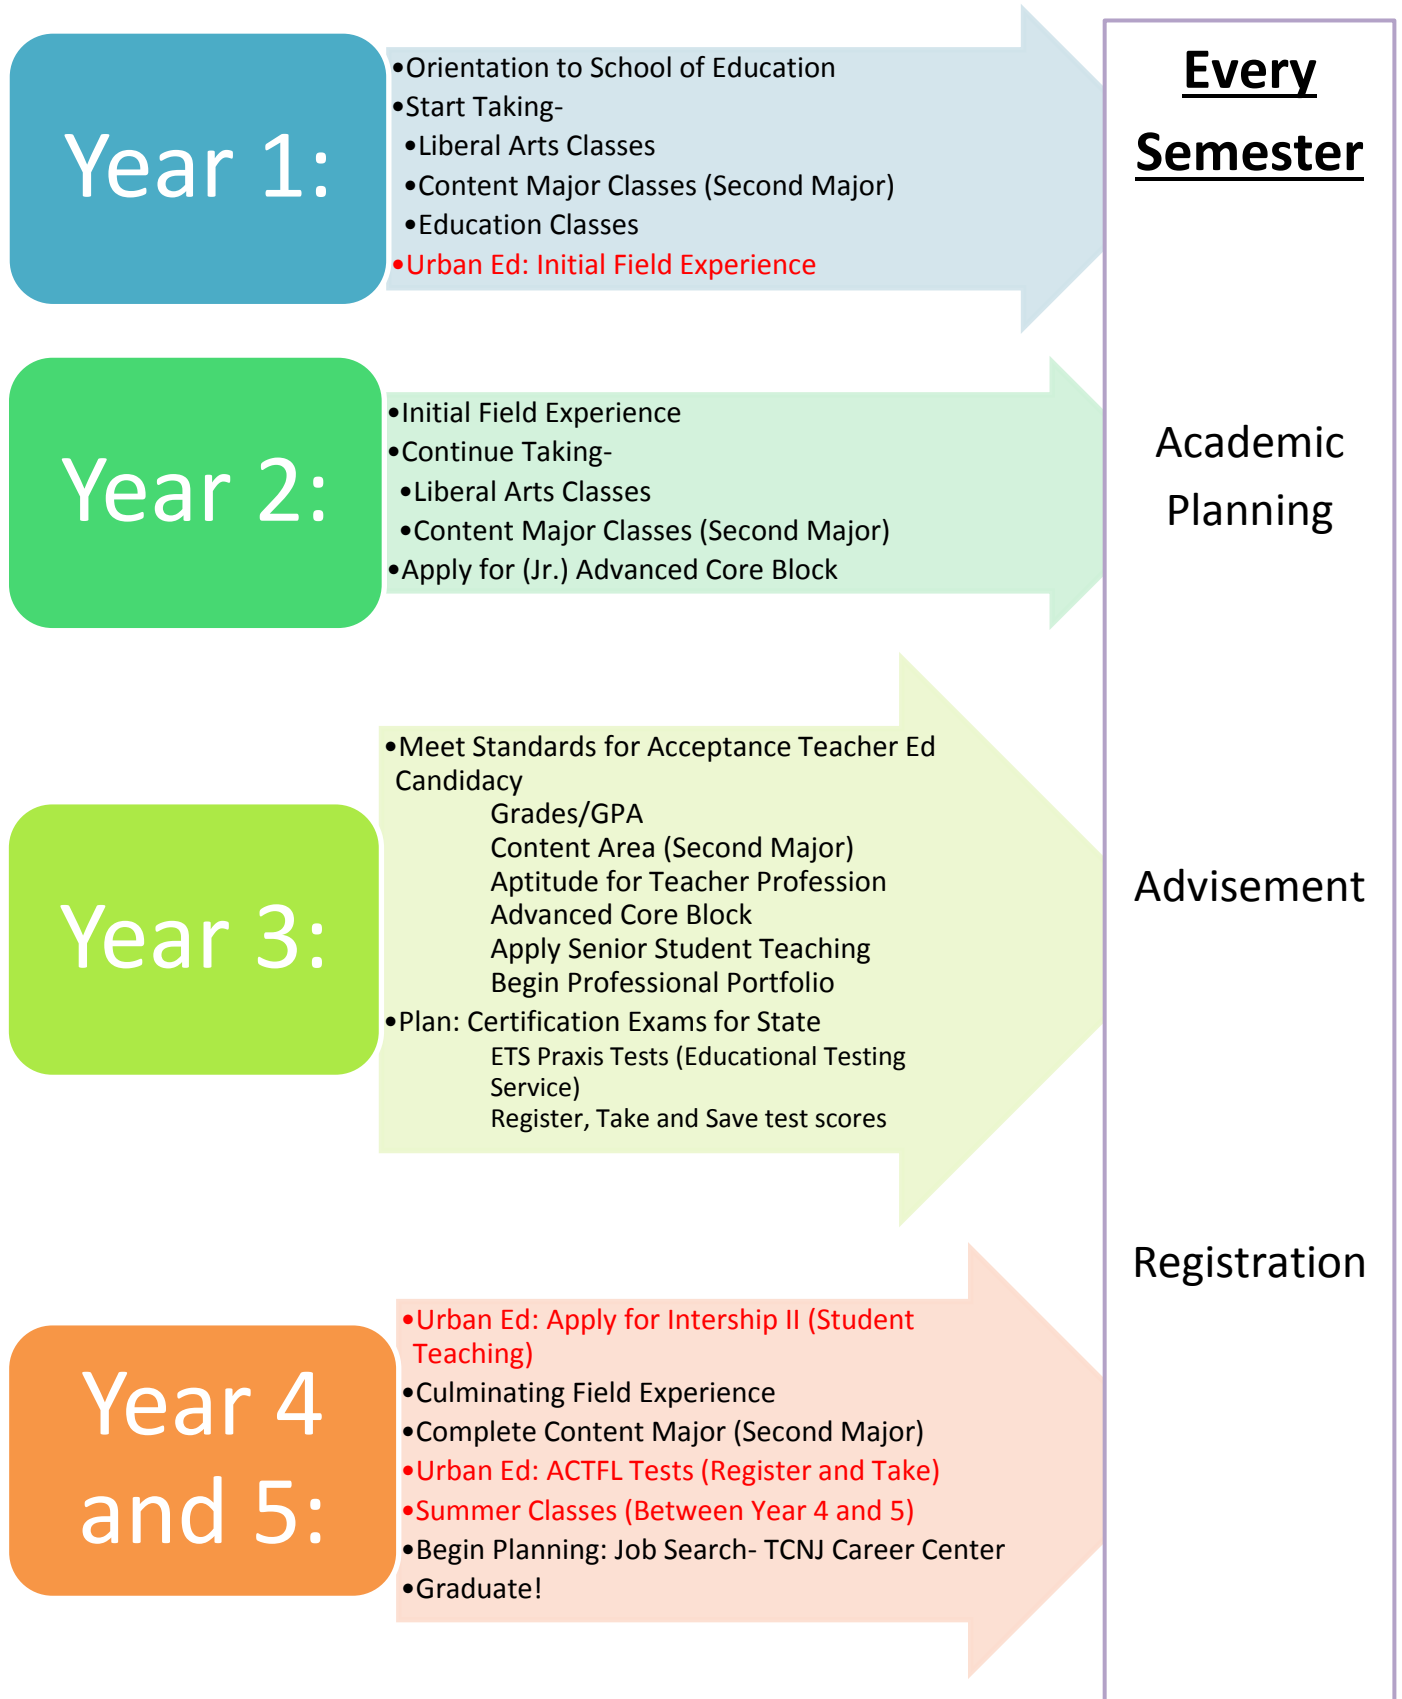 Year 1:
•Orientation to School of Education
•Start Taking-
•Liberal Arts Classes
•Content Major Classes (Second Major)
•Education Classes
•Urban Ed: Initial Field Experience
Year 2:
•Initial Field Experience
•Continue Taking-
•Liberal Arts Classes
•Content Major Classes (Second Major)
•Apply for (Jr.) Advanced Core Block
Year 3:
•Meet Standards for Acceptance Teacher Ed
Candidacy
Grades/GPA
Content Area (Second Major)
Aptitude for Teacher Profession
Advanced Core Block
Apply Senior Student Teaching
Begin Professional Portfolio
•Plan: Certification Exams for State
ETS Praxis Tests (Educational Testing
Service)
Register, Take and Save test scores
Year 4
and 5:
•Urban Ed: Apply for Intership II (Student
Teaching)
•Culminating Field Experience
•Complete Content Major (Second Major)
•Urban Ed: ACTFL Tests (Register and Take)
•Summer Classes (Between Year 4 and 5)
•Begin Planning: Job Search- TCNJ Career Center
•Graduate!
Every
Semester
Academic
Planning
Advisement
Registration